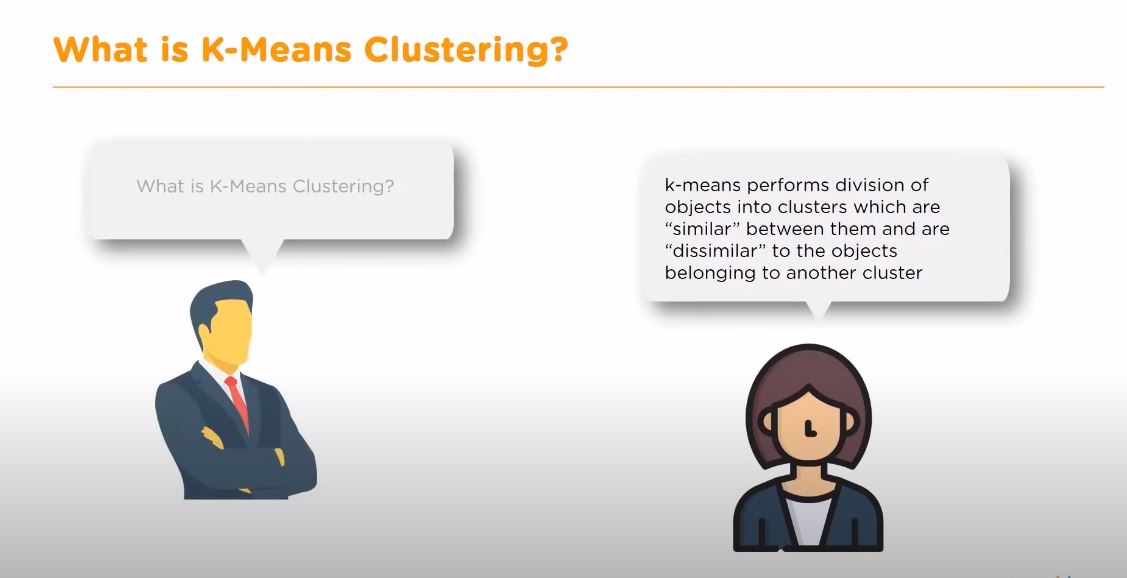 What is K-Means Clustering?
What is K-Means Clustering?
k-means performs division of
objects into clusters which are
“similar” between them and are
“dissimilar” to the objects
belonging to another cluster